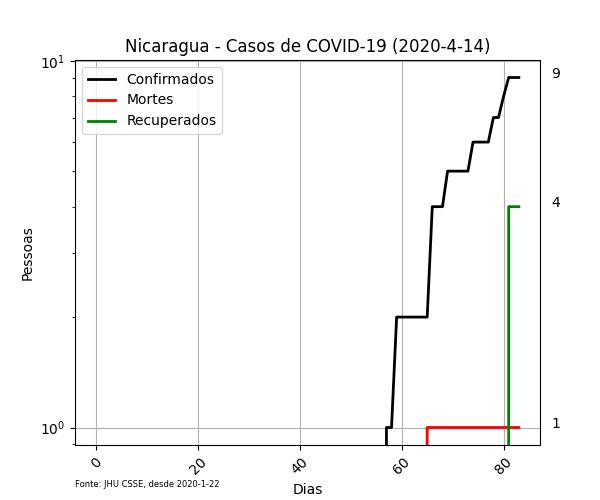 Nicaragua - Casos de COVID-19 (2020-4-14)
10¹
Confirmados
Mortes
Recuperados
9
4
1
Pessoas
10⁰
0
20
40
60
80
Dias
Fonte: JHU CSSE, desde 2020-1-22